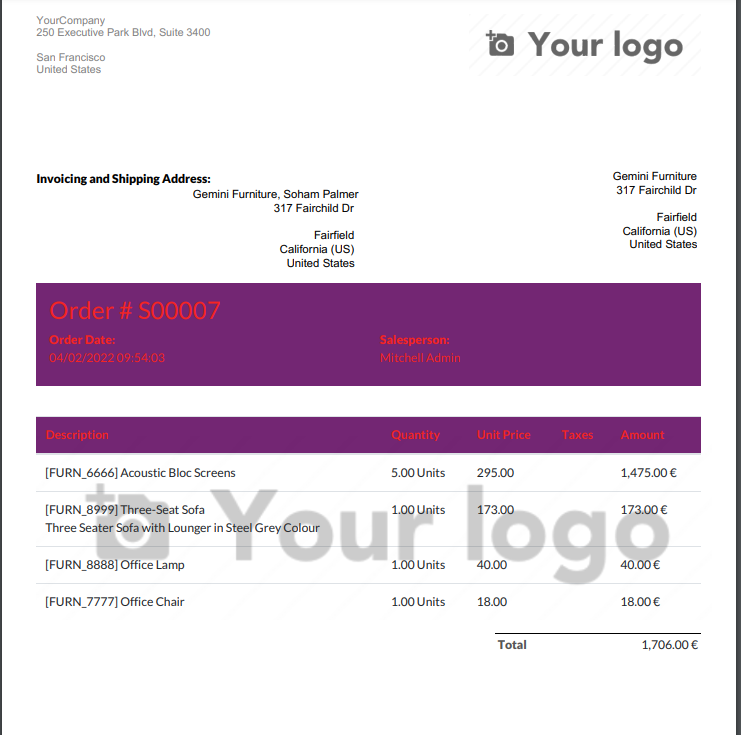 YourCompany
250 Executive Park Blvd, Suite 3400
San Francisco
United States
Your logo
Invoicing and Shipping Address:
Gemini Furniture, Soham Palmer
317 Fairchild Dr
Fairfield
California (US)
United States
Gemini Furniture
317 Fairchild Dr
Fairfield
California (US)
United States
Order # S00007
Order Date: Salesperson:
04/02/2022 09:54:03 Mitchell Admin
Description Quantity Unit Price Taxes Amount
[FURN_6666] Acoustic Bloc Screens 5.00 Units 295.00 1,475.00 €
[FURN_8999] Three-Seat Sofa 1.00 Units 173.00 173.00 €
Three Seater Sofa with Lounger in Steel Grey Colour
Your logo
[FURN_8888] Office Lamp 1.00 Units 40.00 40.00 €
[FURN_7777] Office Chair 1.00 Units 18.00 18.00 €
Total 1,706.00 €